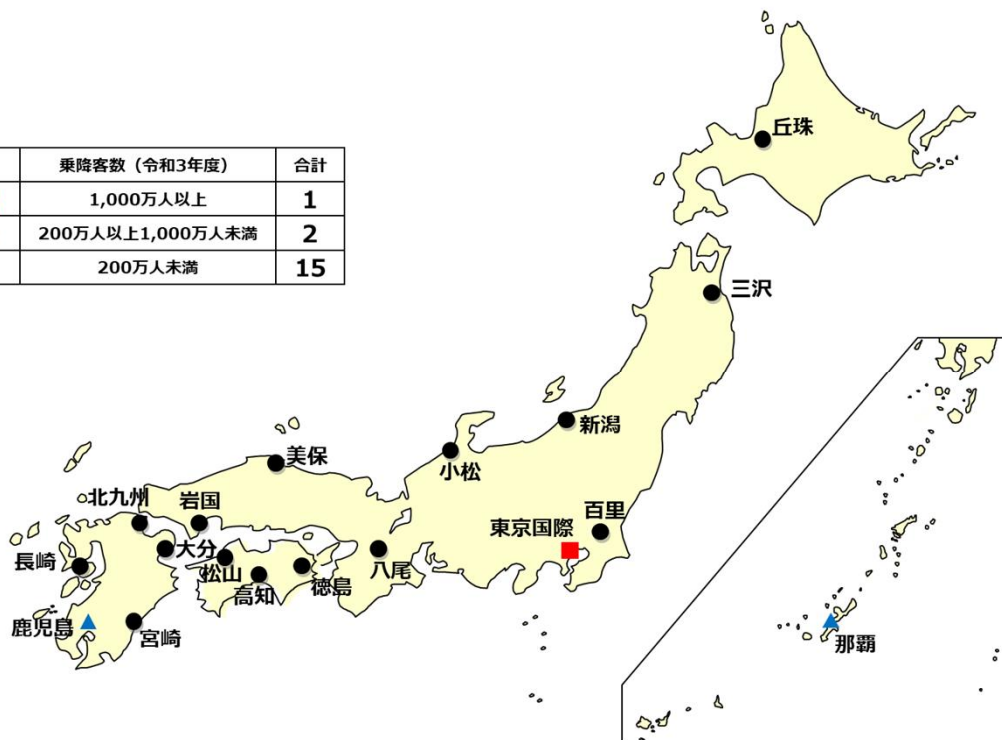 乗降客数（令和3年度） 合計
1,000万人以上 1
200万人以上1,000万人未満 2
200万人未満 15
丘珠
三沢
新潟
小松
美保
北九州
岩国
百里
東京国際
大分
松山
高知
徳島
八尾
長崎
鹿児島
宮崎
那覇